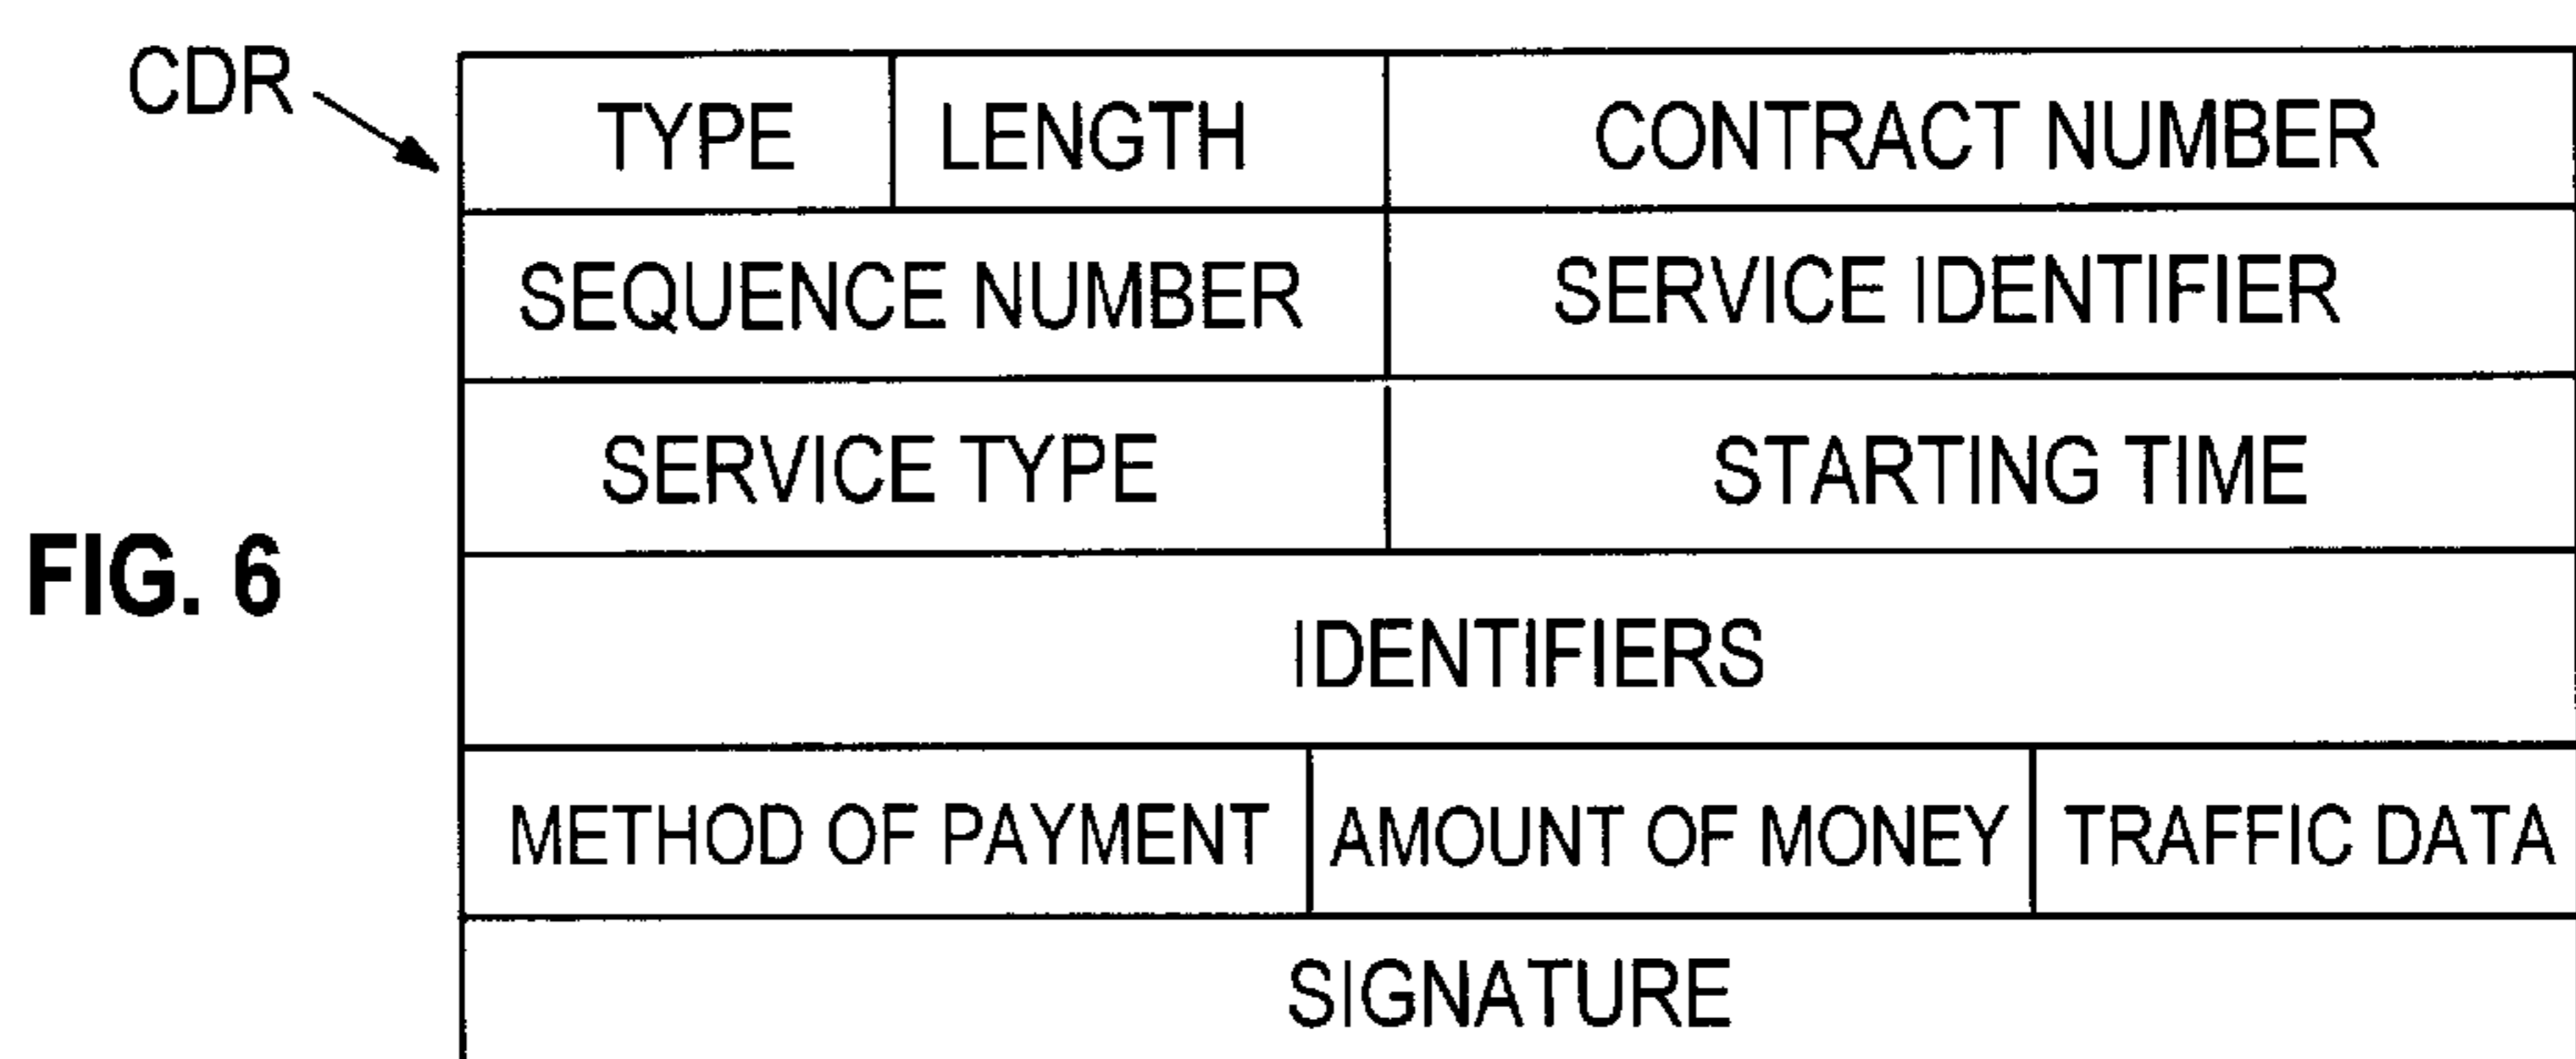 CDR
TYPE LENGTH CONTRACT NUMBER
SEQUENCE NUMBER SERVICE IDENTIFIER
SERVICE TYPE STARTING TIME
FIG. 6
IDENTIFIERS
METHOD OF PAYMENT AMOUNT OF MONEY TRAFFIC DATA
SIGNATURE